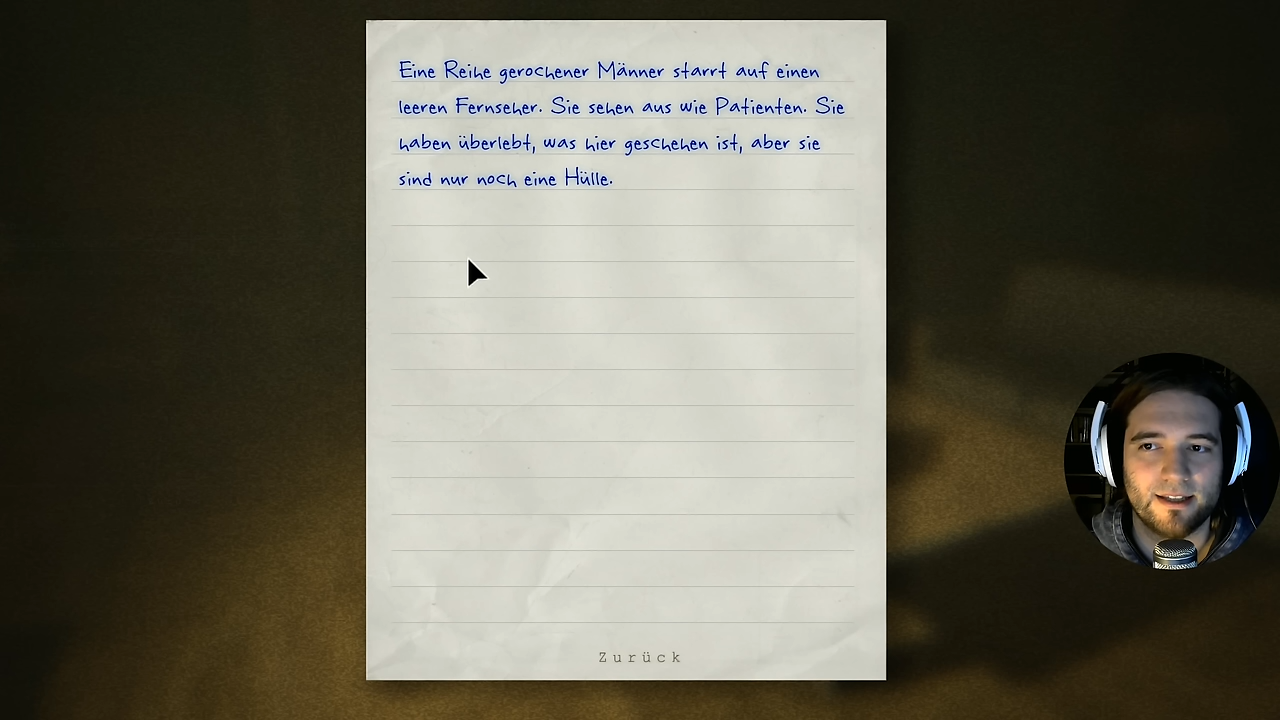 Eine Reihe gerochener Männer starrt auf einen
leeren Fernseher. Sie sehen aus wie Patienten. Sie
haben überlebt, was hier geschehen ist, aber sie
sind nur noch eine Hülle.
Zurück